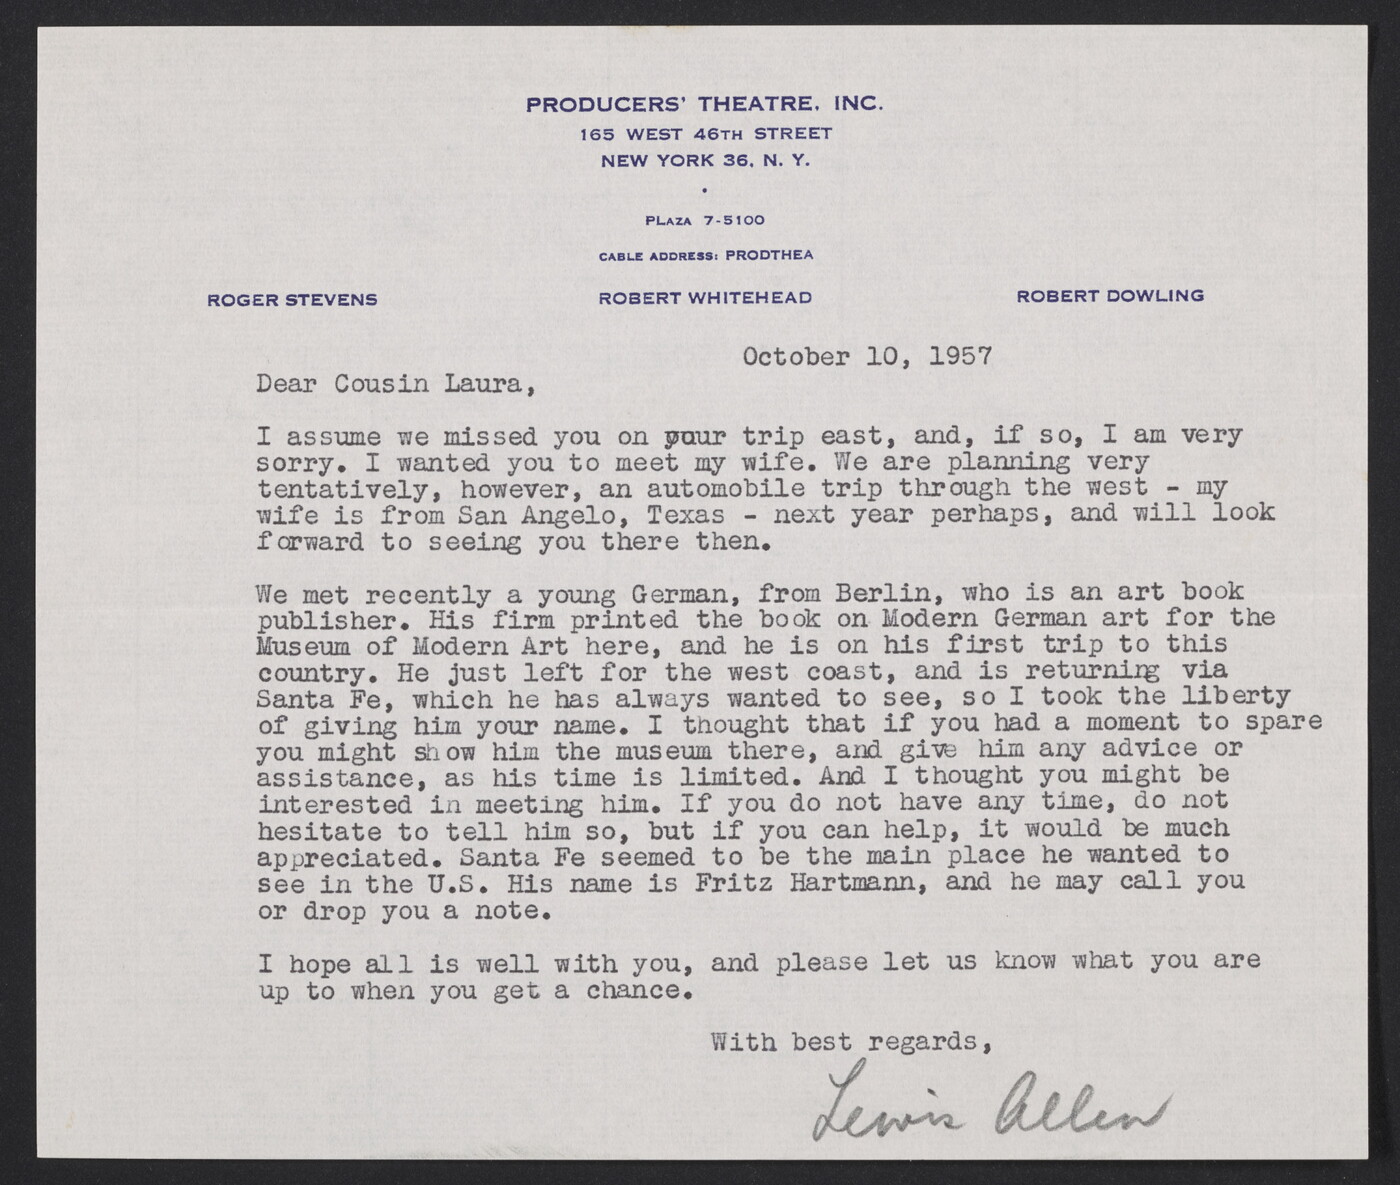 PRODUCERS' THEATRE, INC.
165 WEST 46TH STREET
NEW YORK 36, N. Y.
PLAZA 7-5100
CABLE ADDRESS: PRODTHEA
ROGER STEVENS ROBERT WHITEHEAD ROBERT DOWLING
October 10, 1957
Dear Cousin Laura,
I assume we missed you on your trip east, and, if so, I am very
sorry. I wanted you to meet my wife. We are planning very
tentatively, however, an automobile trip through the west - my
wife is from San Angelo, Texas - next year perhaps, and will look
forward to seeing you there then.
We met recently a young German, from Berlin, who is an art book
publisher. His firm printed the book on Modern German art for the
Museum of Modern Art here, and he is on his first trip to this
country. He just left for the west coast, and is returning via
Santa Fe, which he has always wanted to see, so I took the liberty
of giving him your name. I thought that if you had a moment to spare
you might show him the museum there, and give him any advice or
assistance, as his time is limited. And I thought you might be
interested in meeting him. If you do not have any time, do not
hesitate to tell him so, but if you can help, it would be much
appreciated. Santa Fe seemed to be the main place he wanted to
see in the U.S. His name is Fritz Hartmann, and he may call you
or drop you a note.
I hope all is well with you, and please let us know what you are
up to when you get a chance.
With best regards,
Lewis Allen